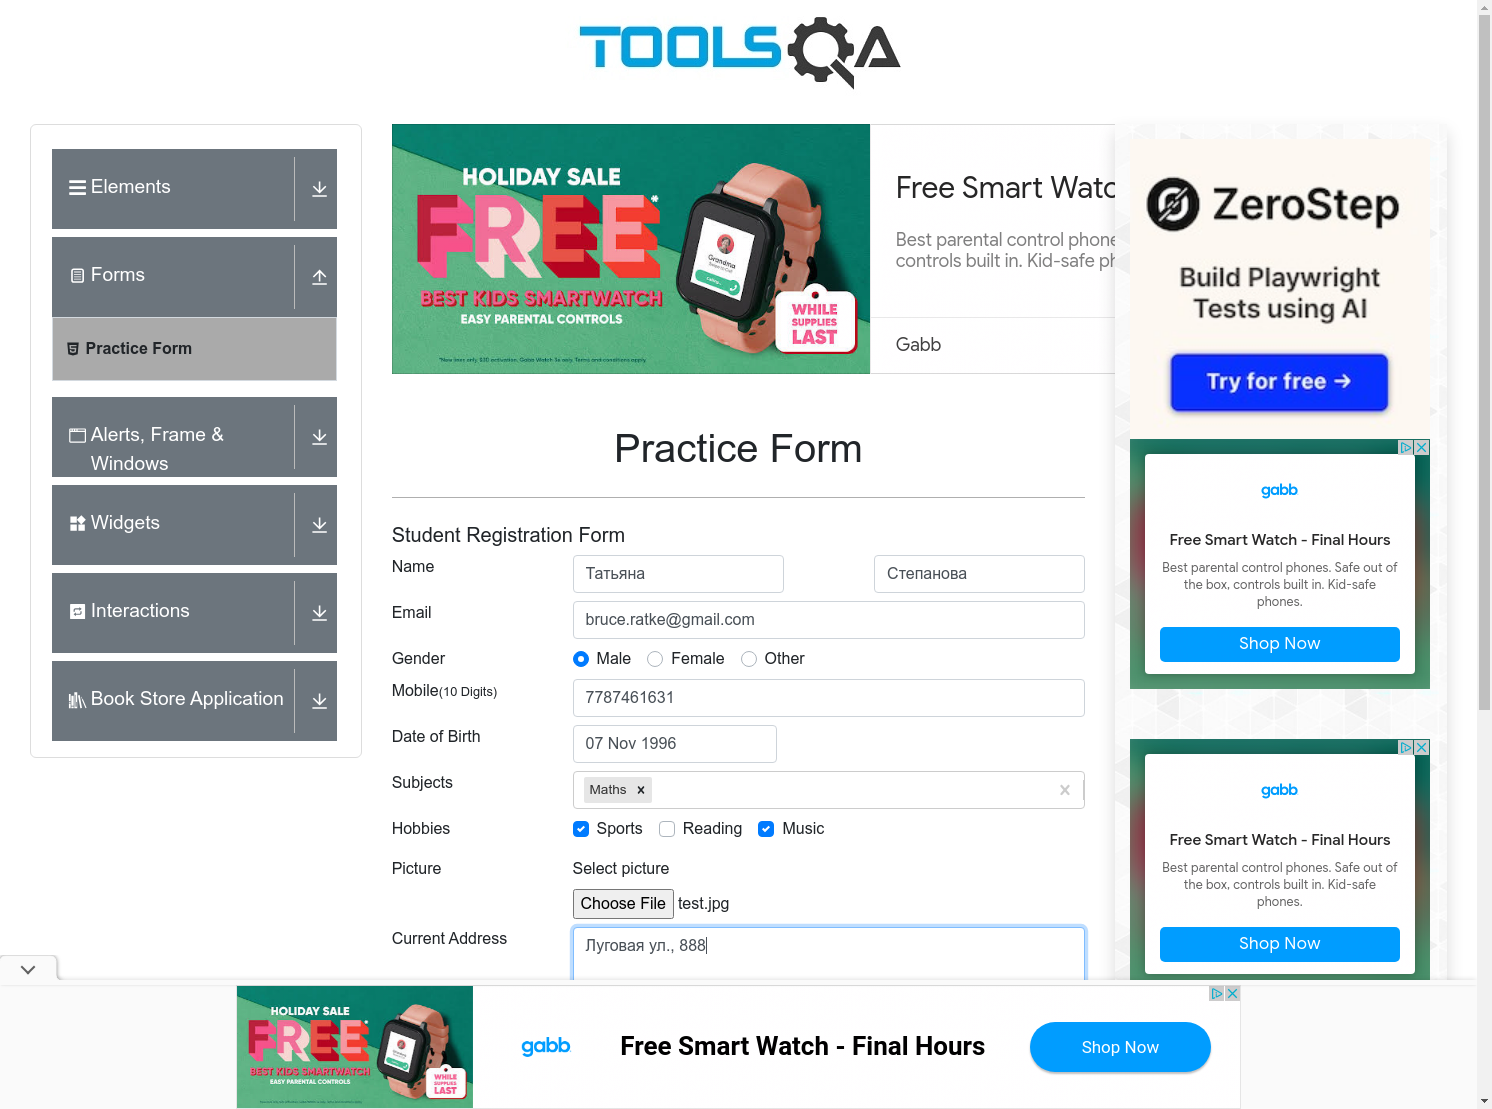 TOOLSQA
Elements
Forms
Practice Form
Alerts, Frame &
Windows
Widgets
Interactions
Book Store Application
HOLIDAY SALE
FREE*
BEST KIDS SMARTWATCH
EASY PARENTAL CONTROLS
Grandma
WHILE
SUPPLIES
LAST
Free Smart Watc
Best parental control phone
controls built in. Kid-safe ph
Gabb
ZeroStep
Build Playwright
Tests using AI
Try for free →
Practice Form
Student Registration Form
Name
Татьяна
Степанова
Email
bruce.ratke@gmail.com
Gender
Male
Female
Other
Mobile(10 Digits)
7787461631
Date of Birth
07 Nov 1996
Subjects
Maths
Hobbies
Sports
Reading
Music
Picture
Select picture
Choose File test.jpg
Current Address
Луговая ул., 888
gabb
Free Smart Watch - Final Hours
Best parental control phones. Safe out of
the box, controls built in. Kid-safe
phones.
Shop Now
gabb
Free Smart Watch - Final Hours
Best parental control phones. Safe out of
the box, controls built in. Kid-safe
phones.
Shop Now
HOLIDAY SALE
FREE
BEST KIDS SMARTWATCH
EASY PARENTAL CONTROLS
WHILE
SUPPLIES
LAST
gabb
Free Smart Watch - Final Hours
Shop Now